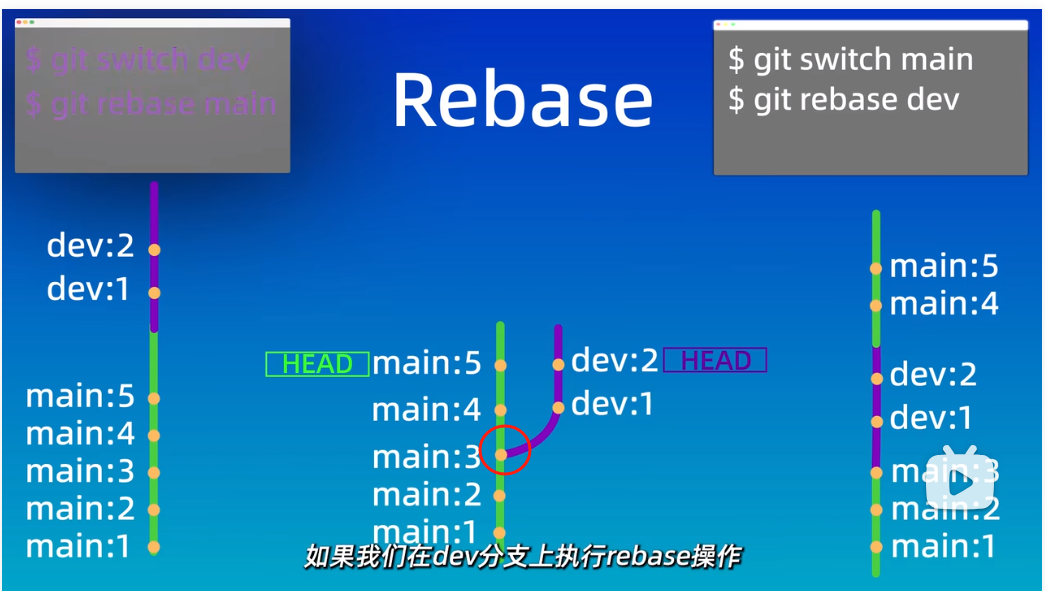 $ git switch dev
$ git rebase main
Rebase
$ git switch main
$ git rebase dev
dev:2
dev:1
main:5
main:4
main:3
main:2
main:1
HEAD main:5 dev:2 HEAD
main:4 dev:1
main:3
main:2
main:1
main:5
main:4
dev:2
dev:1
main:3
main:2
main:1
如果我们在dev分支上执行rebase操作